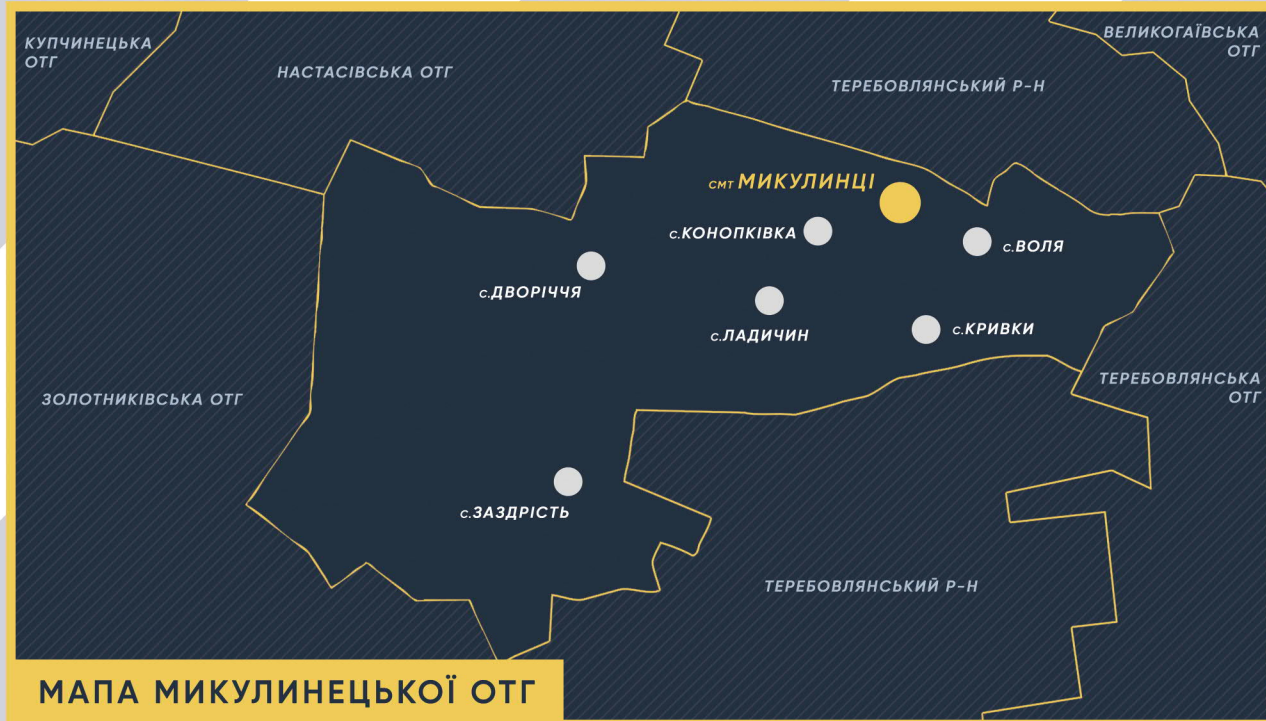 КУПЧИНЕЦЬКА
ОТГ
НАСТАСІВСЬКА ОТГ
ТЕРЕБОВЛЯНСЬКИЙ Р-Н
ВЕЛИКОГАЇВСЬКА
ОТГ
смт МИКУЛИНЦІ
с.КОНОПКІВКА
с.ВОЛЯ
с.ДВОРІЧЧЯ
с.ЛАДИЧИН
с.КРИВКИ
ЗОЛОТНИКІВСЬКА ОТГ
ТЕРЕБОВЛЯНСЬКА
ОТГ
с.ЗАЗДРІСТЬ
ТЕРЕБОВЛЯНСЬКИЙ Р-Н
МАПА МИКУЛИНЕЦЬКОЇ ОТГ